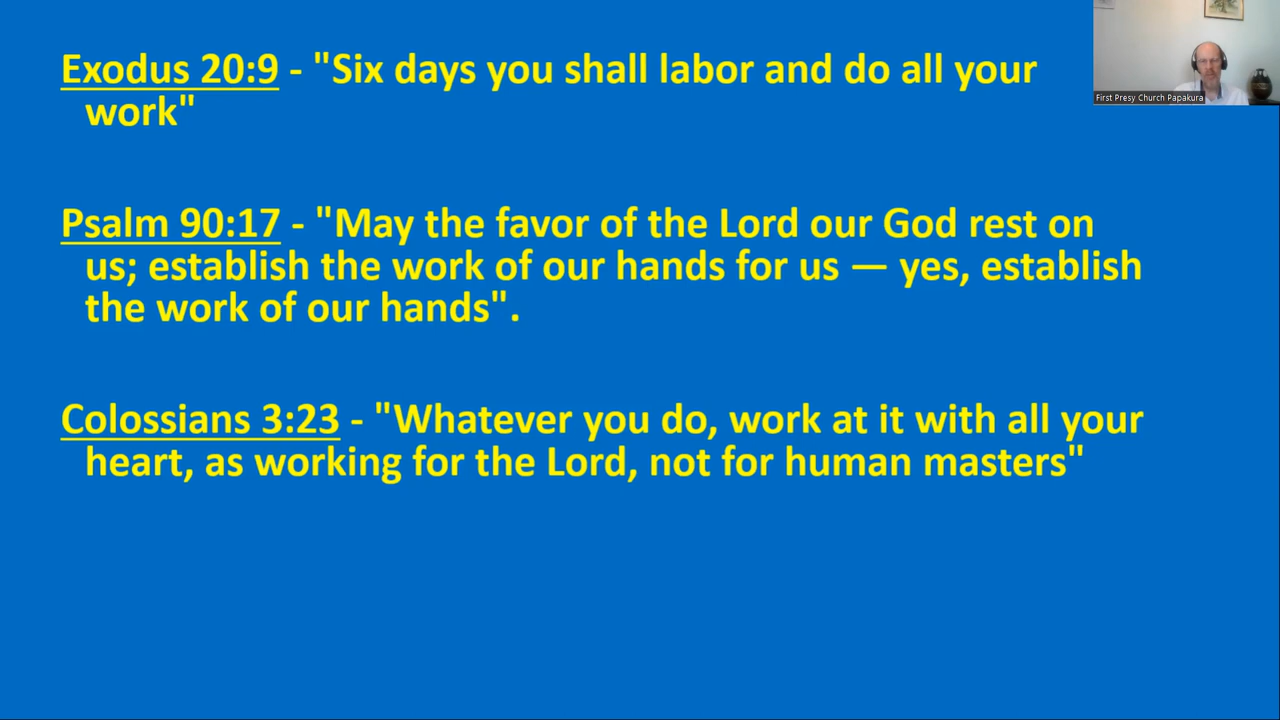 Exodus 20:9 - "Six days you shall labor and do all your
work"
Psalm 90:17 - "May the favor of the Lord our God rest on
us; establish the work of our hands for us — yes, establish
the work of our hands".
Colossians 3:23 - "Whatever you do, work at it with all your
heart, as working for the Lord, not for human masters"
First Presy Church Papakura